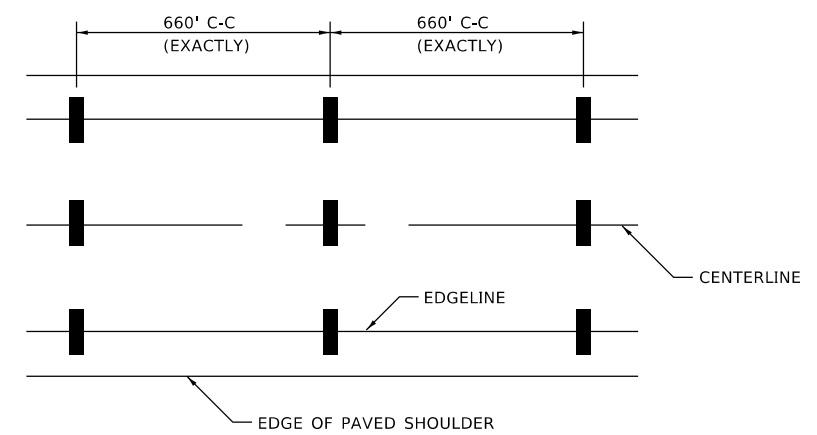 660' C-C
(EXACTLY)
660' C-C
(EXACTLY)
CENTERLINE
EDGELINE
EDGE OF PAVED SHOULDER